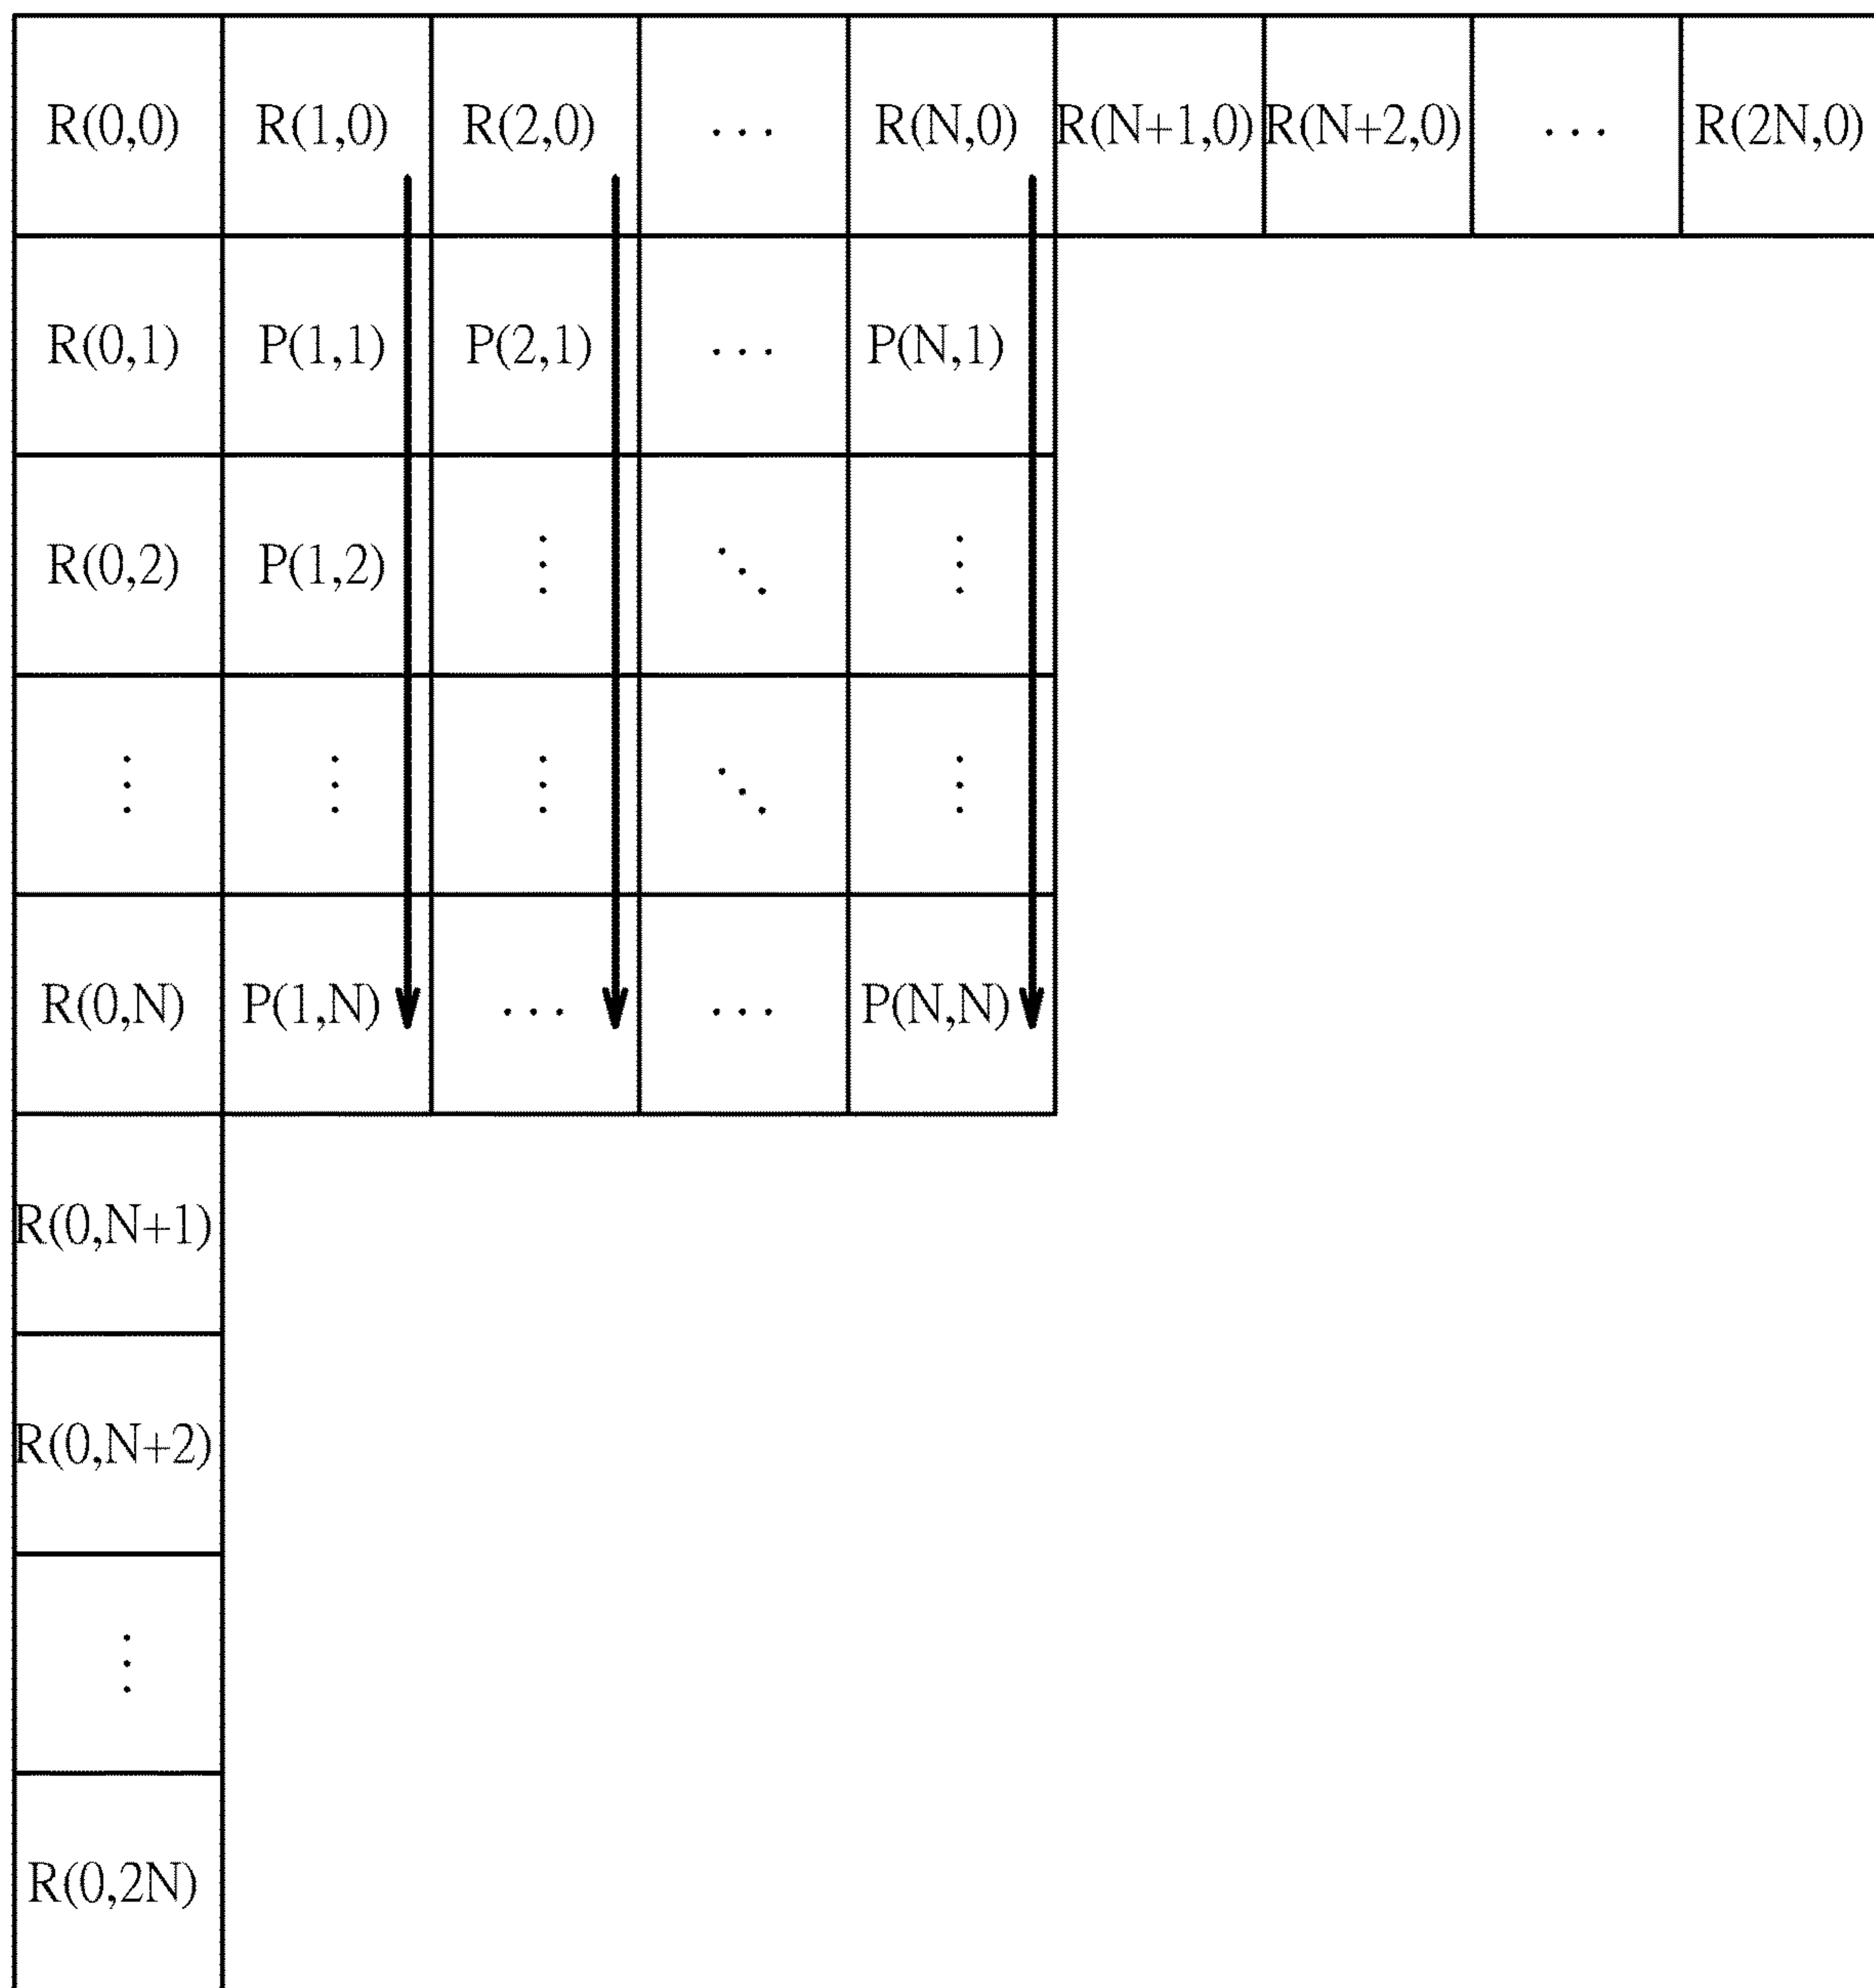 R(0,0) R(1,0) R(2,0) ... R(N,0) R(N+1,0) R(N+2,0) ... R(2N,0)
R(0,1) P(1,1) P(2,1) ... P(N,1)
R(0,2) P(1,2) ⋮ ⋱ ⋮
⋮ ⋮ ⋮ ⋱ ⋮
R(0,N) P(1,N) ... ... P(N,N)
R(0,N+1)
R(0,N+2)
⋮
R(0,2N)